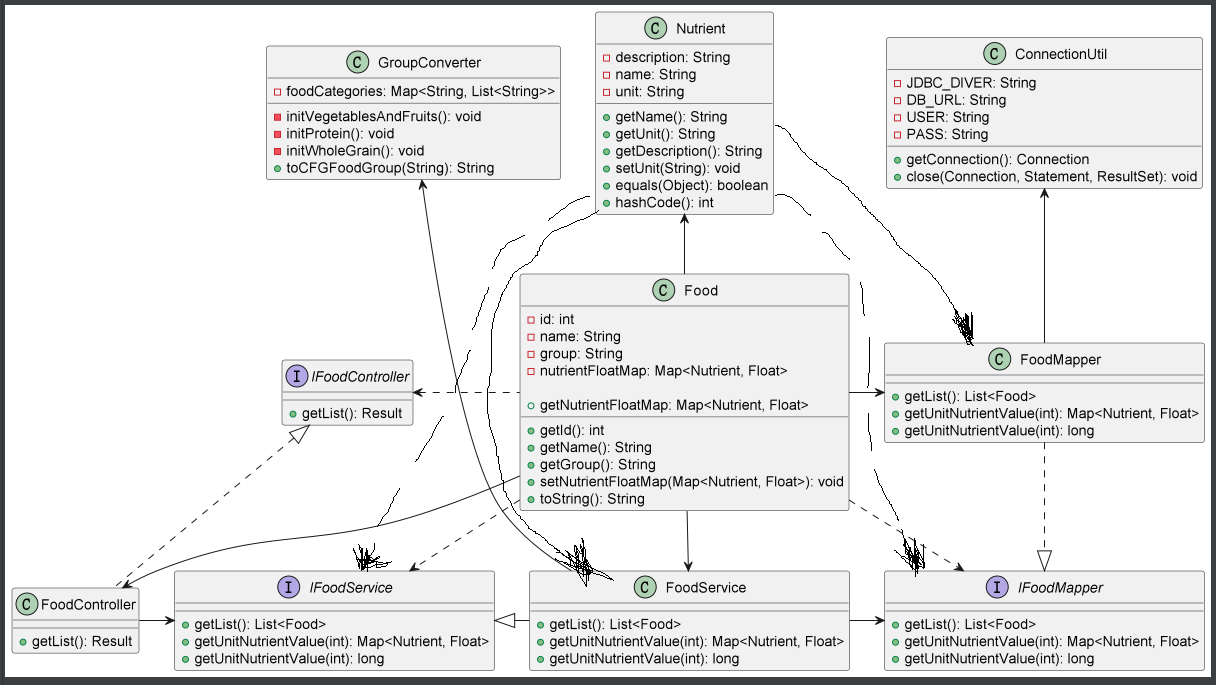 C Nutrient
description: String
name: String
unit: String
getName(): String
getUnit(): String
getDescription(): String
setUnit(String): void
equals(Object): boolean
hashCode(): int
C GroupConverter
foodCategories: Map<String, List<String>>
initVegetablesAndFruits(): void
initProtein(): void
initWholeGrain(): void
toCFGFoodGroup(String): String
C ConnectionUtil
JDBC_DIVER: String
DB_URL: String
USER: String
PASS: String
getConnection(): Connection
close(Connection, Statement, ResultSet): void
C Food
id: int
name: String
group: String
nutrientFloatMap: Map<Nutrient, Float>
getNutrientFloatMap: Map<Nutrient, Float>
getId(): int
getName(): String
getGroup(): String
setNutrientFloatMap(Map<Nutrient, Float>): void
toString(): String
I IFoodController
getList(): Result
C FoodMapper
getList(): List<Food>
getUnitNutrientValue(int): Map<Nutrient, Float>
getUnitNutrientValue(int): long
C FoodController
getList(): Result
I IFoodService
getList(): List<Food>
getUnitNutrientValue(int): Map<Nutrient, Float>
getUnitNutrientValue(int): long
C FoodService
getList(): List<Food>
getUnitNutrientValue(int): Map<Nutrient, Float>
getUnitNutrientValue(int): long
I IFoodMapper
getList(): List<Food>
getUnitNutrientValue(int): Map<Nutrient, Float>
getUnitNutrientValue(int): long